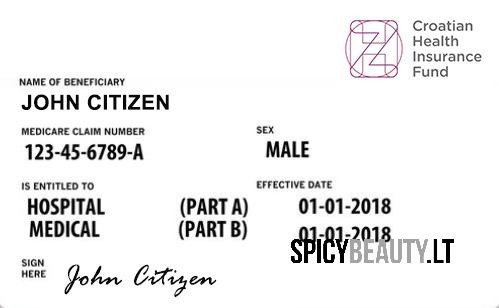 Croatian
Health
Insurance
Fund
NAME OF BENEFICIARY
JOHN CITIZEN
MEDICARE CLAIM NUMBER
SEX
123-45-6789-A
MALE
IS ENTITLED TO
EFFECTIVE DATE
HOSPITAL (PART A) 01-01-2018
MEDICAL (PART B) 01-01-2018
SPICYBEAUTY.LT
SIGN
HERE
John Citizen